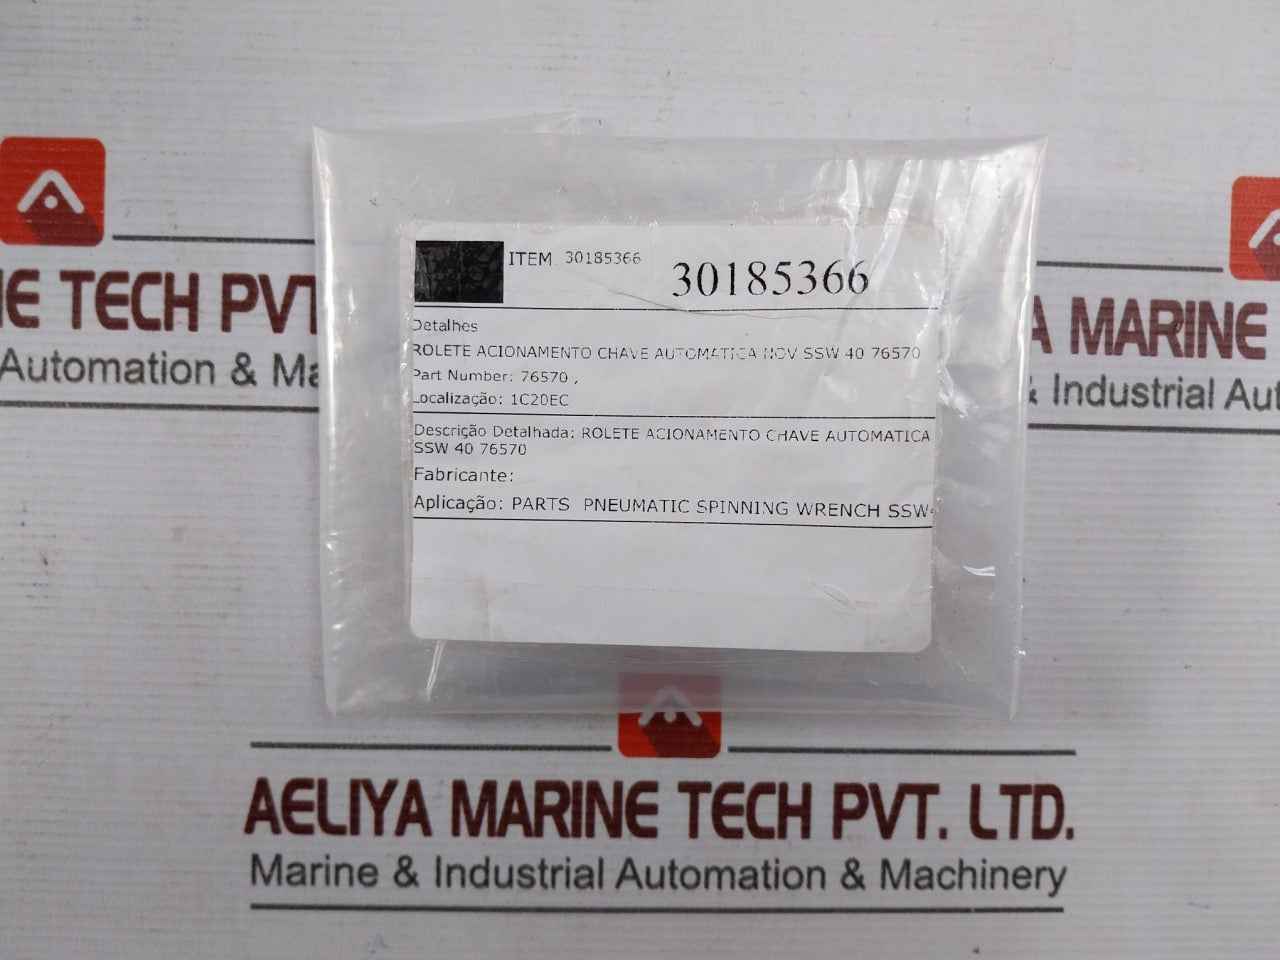 ITEM 30185366
30185366
Detalhes
ROLETE ACIONAMENTO CHAVE AUTOMATICA NOV SSW 40 76570
Part Number: 76570 ,
Localização: 1C20EC
Descrição Detalhada: ROLETE ACIONAMENTO CHAVE AUTOMATICA
SSW 40 76570
Fabricante:
Aplicação: PARTS PNEUMATIC SPINNING WRENCH SSW
NE TECH PVT
Automation & Ma
A MARINE
& Industrial Aut
AELIYA MARINE TECH PVT. LTD.
Marine & Industrial Automation & Machinery